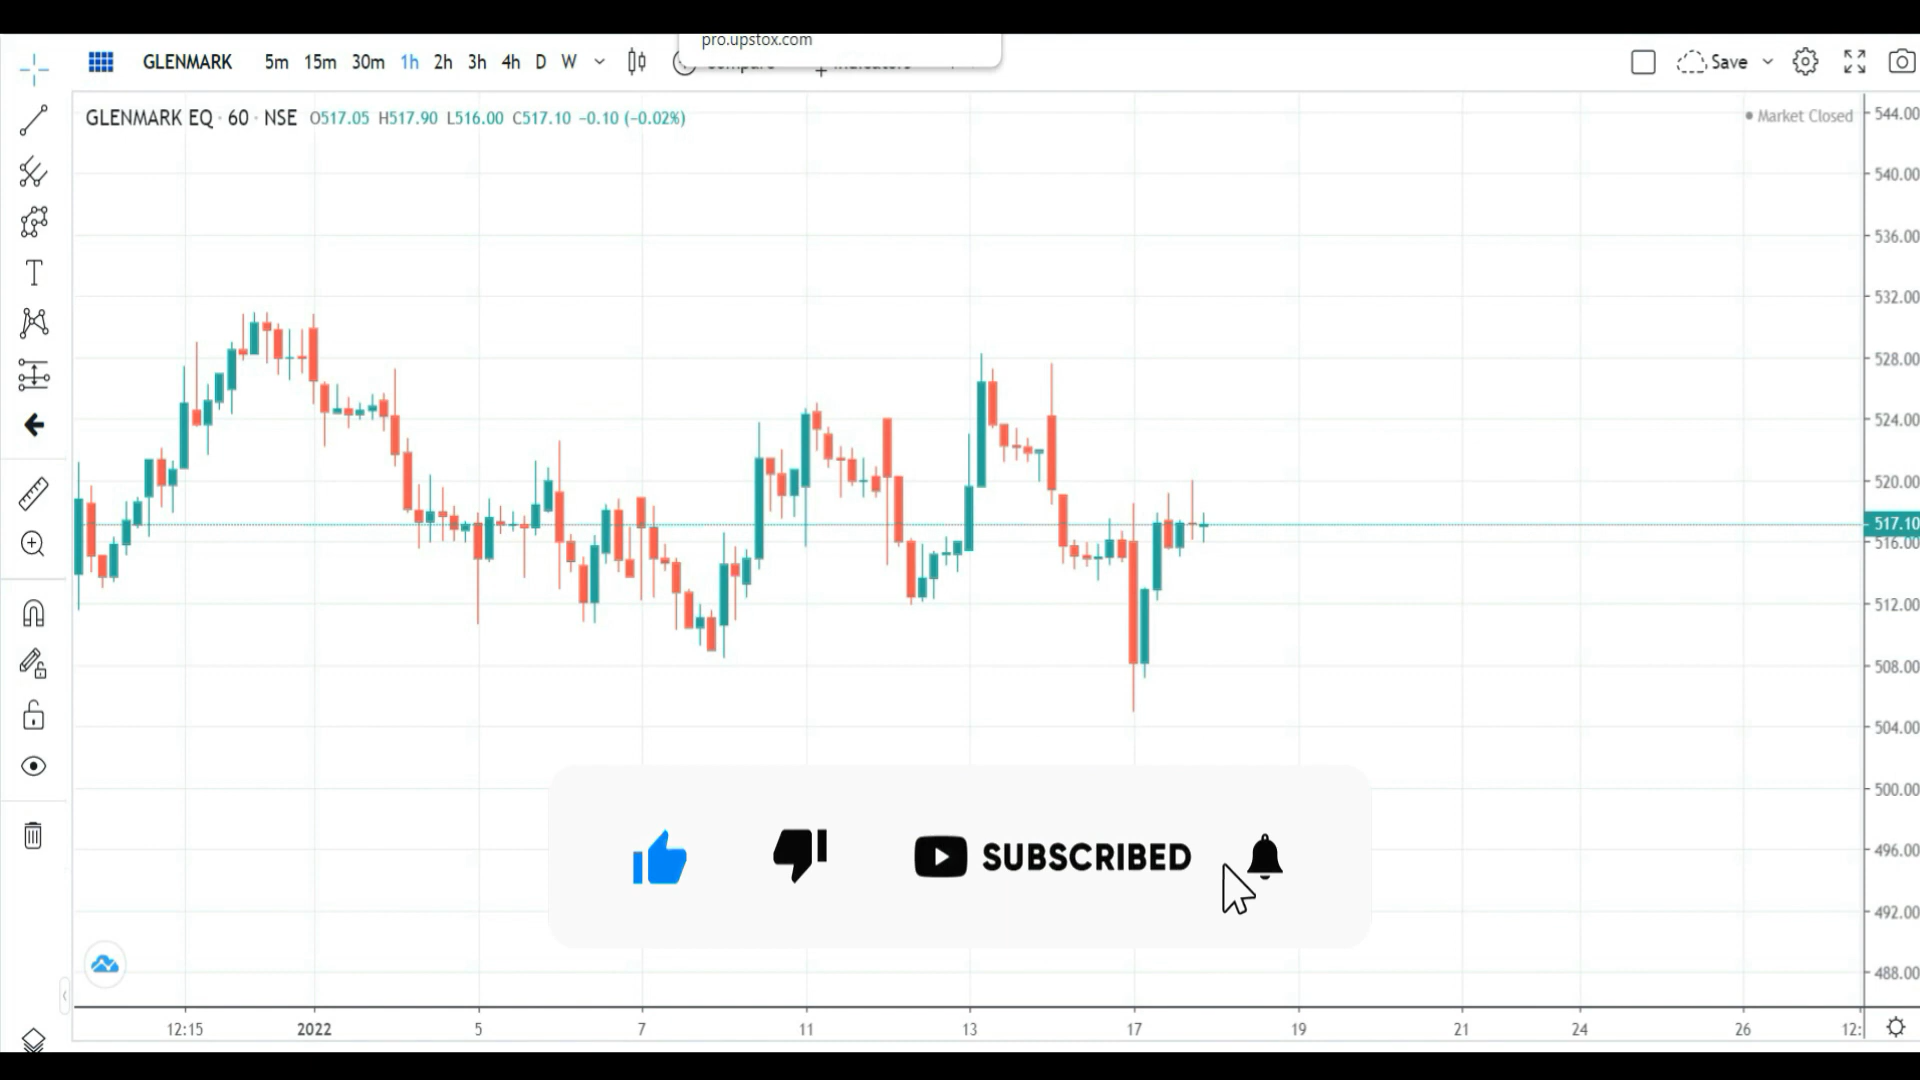 pro.upstox.com
GLENMARK 5m 15m 30m 1h 2h 3h 4h D W Save
GLENMARK EQ · 60 · NSE O517.05 H517.90 L516.00 C517.10 −0.10 (−0.02%)
Market Closed
544.00
540.00
536.00
532.00
528.00
524.00
520.00
517.10
516.00
512.00
508.00
504.00
500.00
496.00
492.00
488.00
SUBSCRIBED
12:15 2022 5 7 11 13 17 19 21 24 26 12: